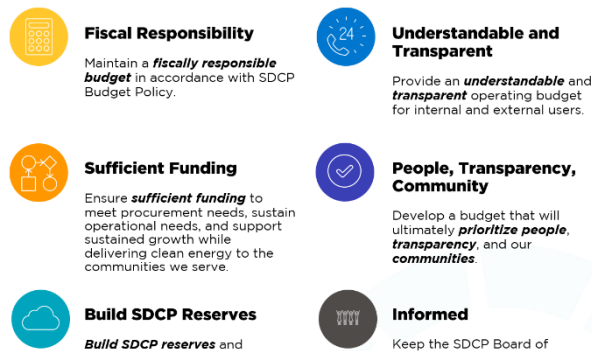 Fiscal Responsibility
Maintain a fiscally responsible
budget in accordance with SDCP
Budget Policy.
24
Understandable and
Transparent
Provide an understandable and
transparent operating budget
for internal and external users.
Sufficient Funding
Ensure sufficient funding to
meet procurement needs, sustain
operational needs, and support
sustained growth while
delivering clean energy to the
communities we serve.
People, Transparency,
Community
Develop a budget that will
ultimately prioritize people,
transparency, and our
communities.
Build SDCP Reserves
Build SDCP reserves and
Informed
Keep the SDCP Board of